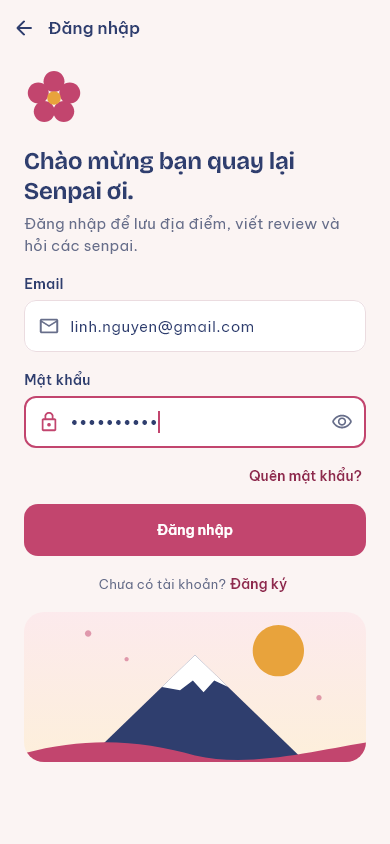 Đăng nhập
Chào mừng bạn quay lại
Senpai ơi.
Đăng nhập để lưu địa điểm, viết review và
hỏi các senpai.
Email
linh.nguyen@gmail.com
Mật khẩu
••••••••••
Quên mật khẩu?
Đăng nhập
Chưa có tài khoản? Đăng ký